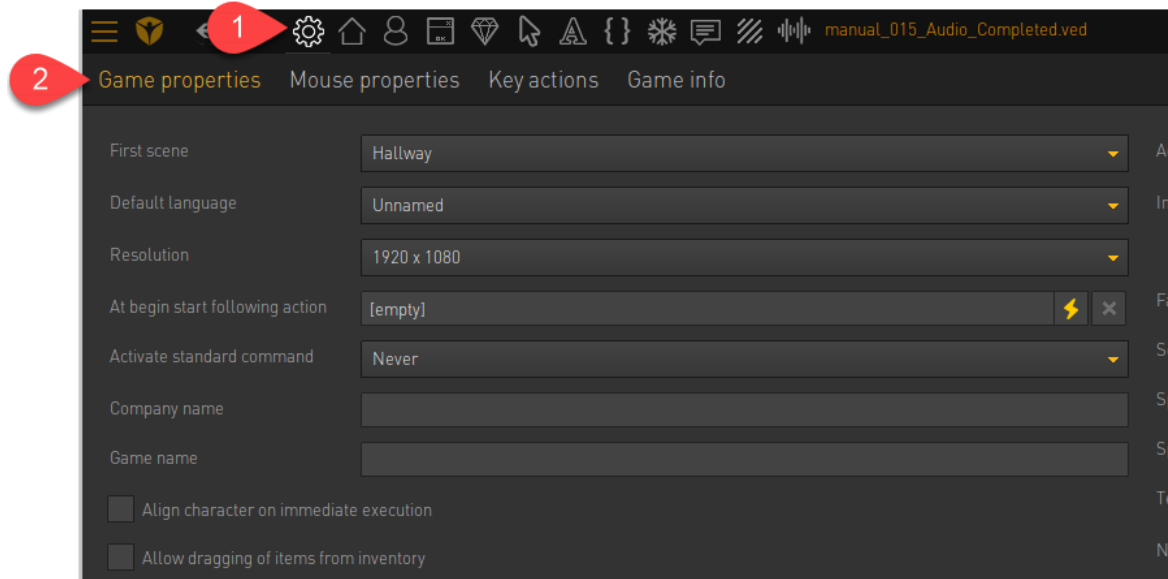 1
manual_015_Audio_Completed.ved
2
Game properties Mouse properties Key actions Game info
First scene Hallway
Default language Unnamed
Resolution 1920 x 1080
At begin start following action [empty]
Activate standard command Never
Company name
Game name
Align character on immediate execution
Allow dragging of items from inventory